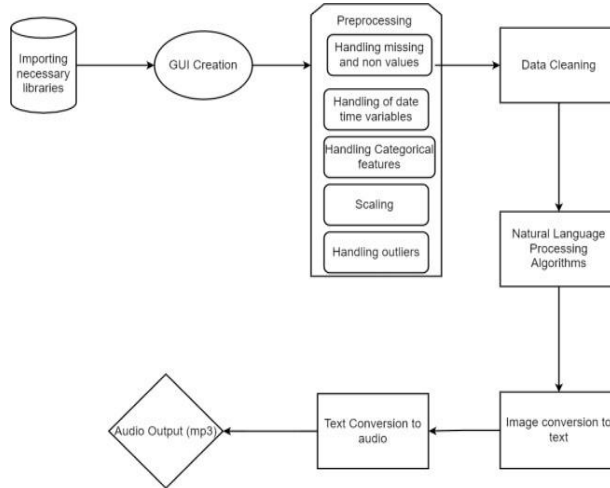 Importing
necessary
libraries
GUI Creation
Preprocessing
Handling missing
and non values
Handling of date
time variables
Handling Categorical
features
Scaling
Handling outliers
Data Cleaning
Natural Language
Processing
Algorithms
Image conversion to
text
Text Conversion to
audio
Audio Output (mp3)